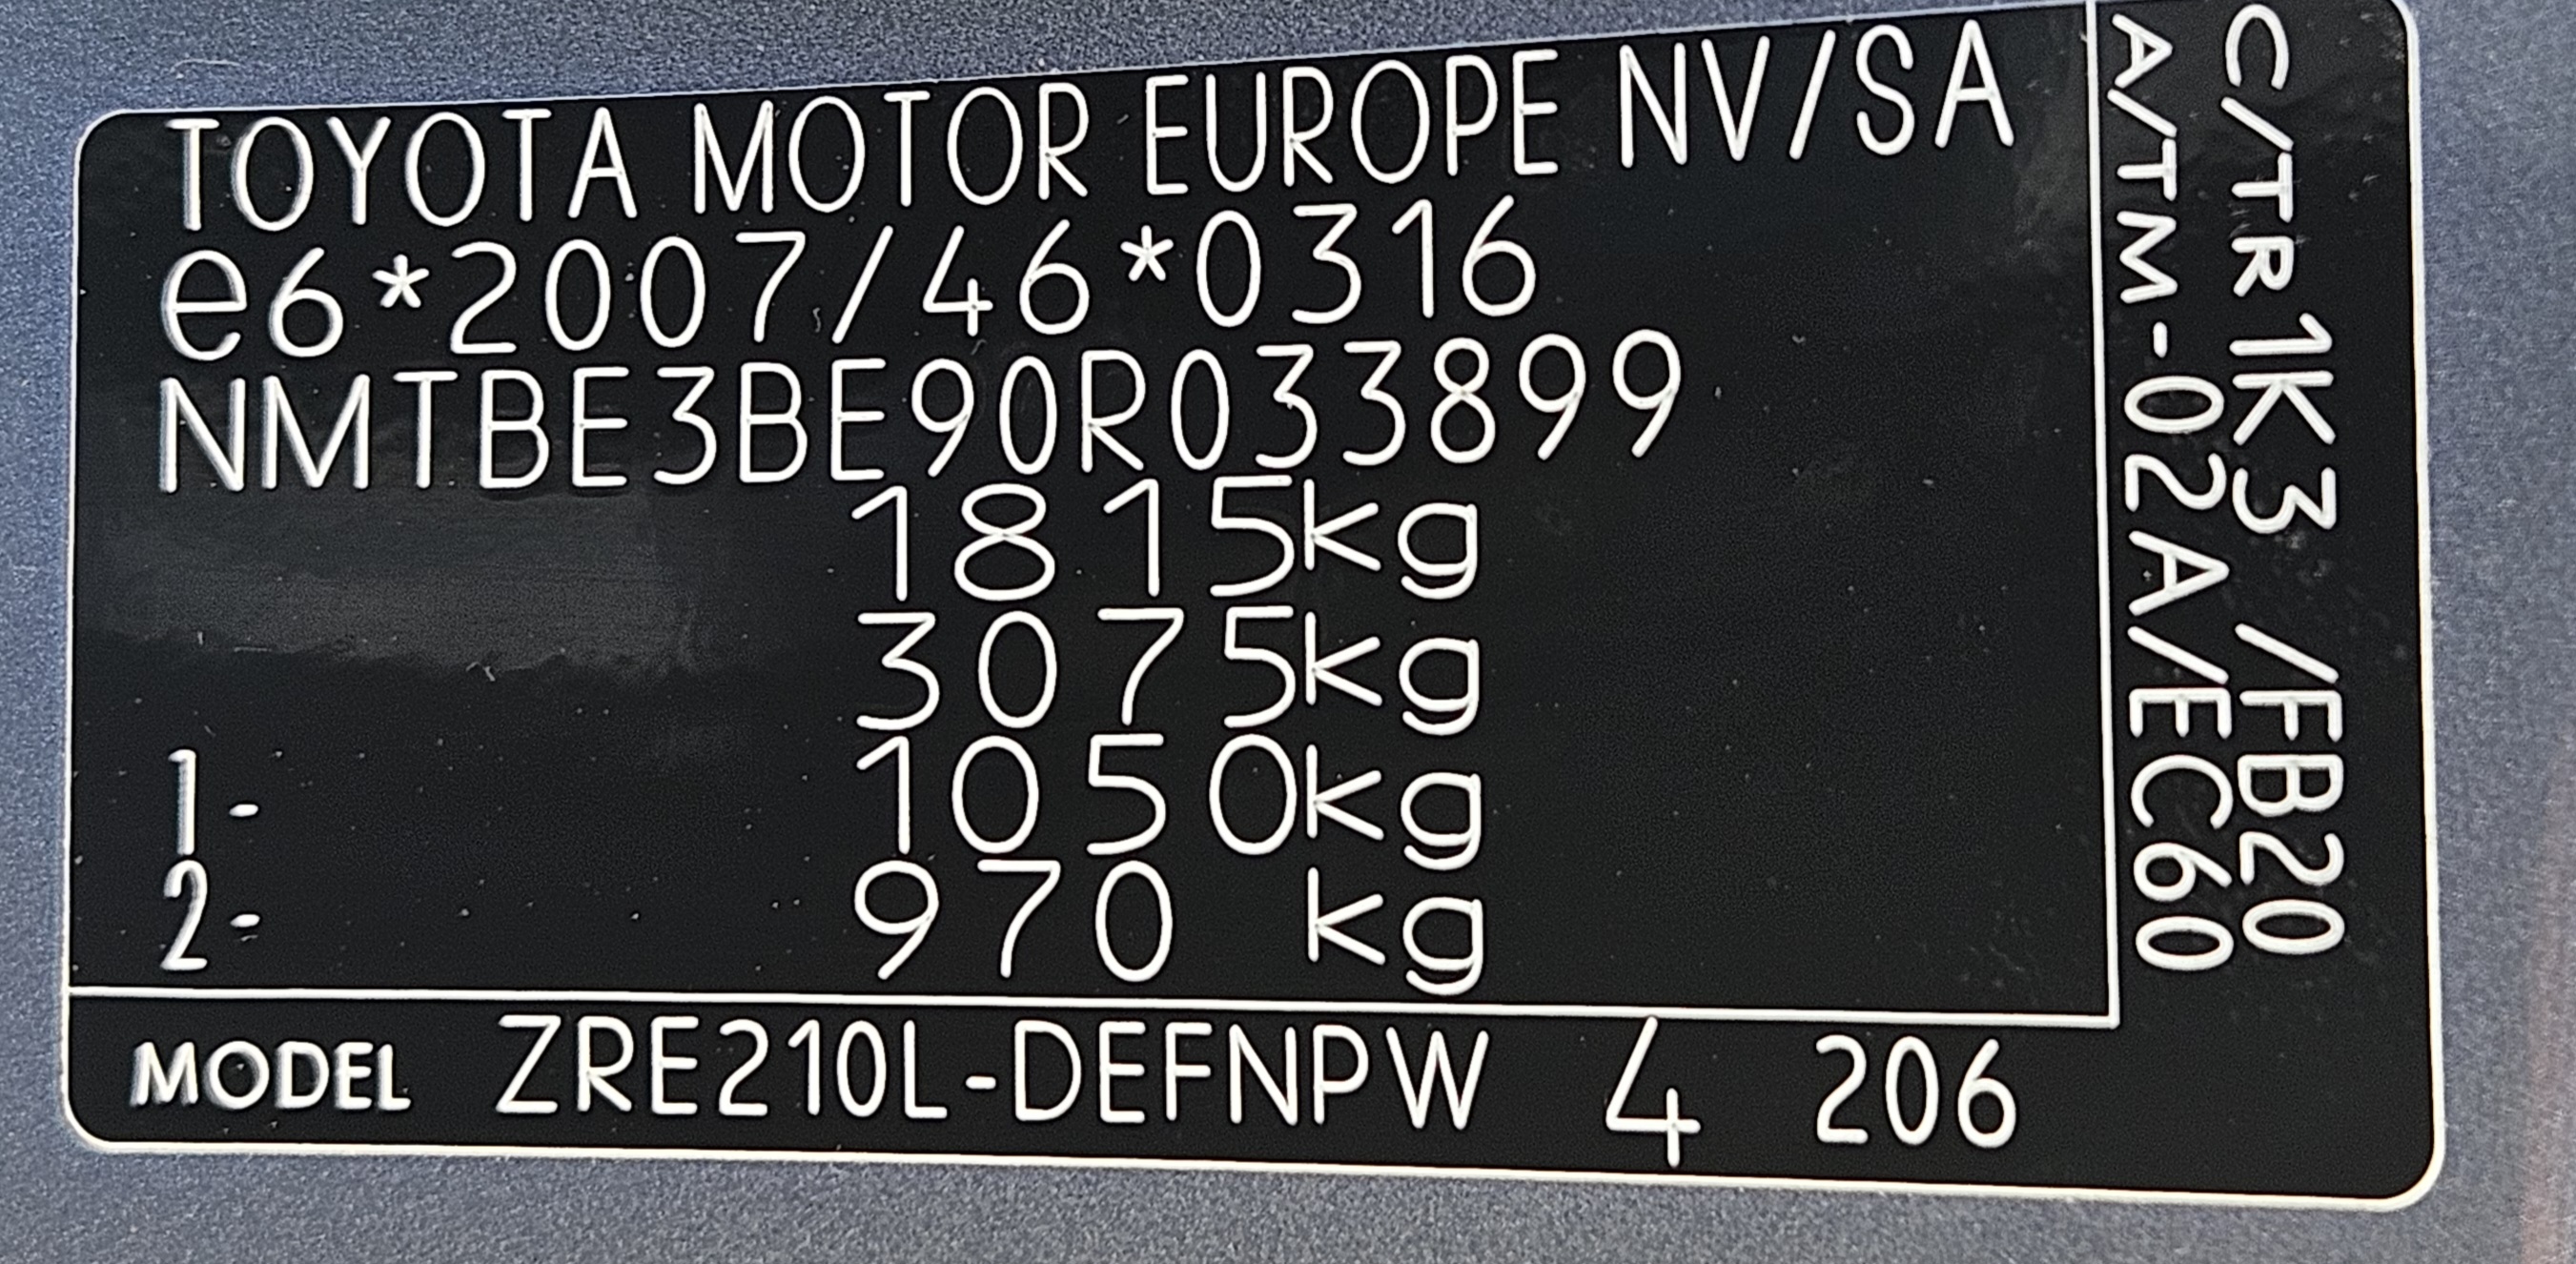 TOYOTA MOTOR EUROPE NV/SA
e6*2007/46*0316
NMTBE3BE90R033899
1815kg
3075kg
1- 1050kg
2- 970 kg
MODEL ZRE210L-DEFNPW 4 206
C/TR 1K3 /FB20
A/TM-02A/EC60